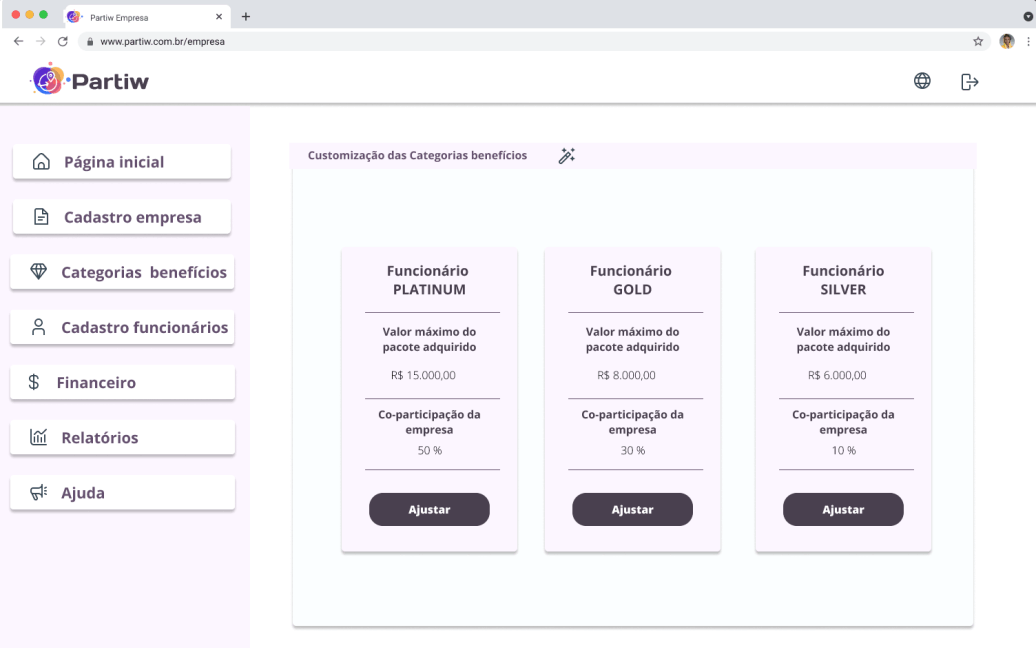 Partiw Empresa
www.partiw.com.br/empresa
Partiw
Página inicial
Cadastro empresa
Categorias benefícios
Cadastro funcionários
Financeiro
Relatórios
Ajuda
Customização das Categorias benefícios
Funcionário
PLATINUM
Valor máximo do
pacote adquirido
R$ 15.000,00
Co-participação da
empresa
50 %
Ajustar
Funcionário
GOLD
Valor máximo do
pacote adquirido
R$ 8.000,00
Co-participação da
empresa
30 %
Ajustar
Funcionário
SILVER
Valor máximo do
pacote adquirido
R$ 6.000,00
Co-participação da
empresa
10 %
Ajustar